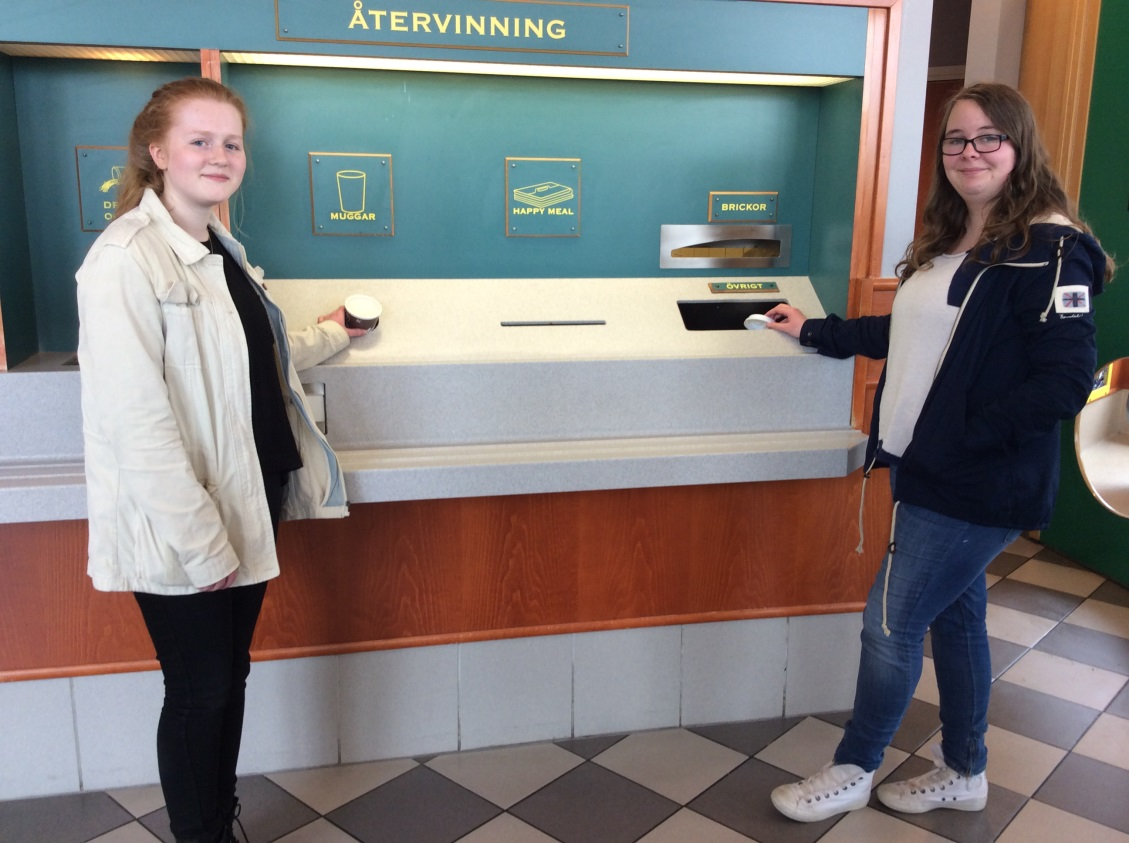 ÅTERVINNING
MUGGAR
HAPPY MEAL
BRICKOR
ÖVRIGT